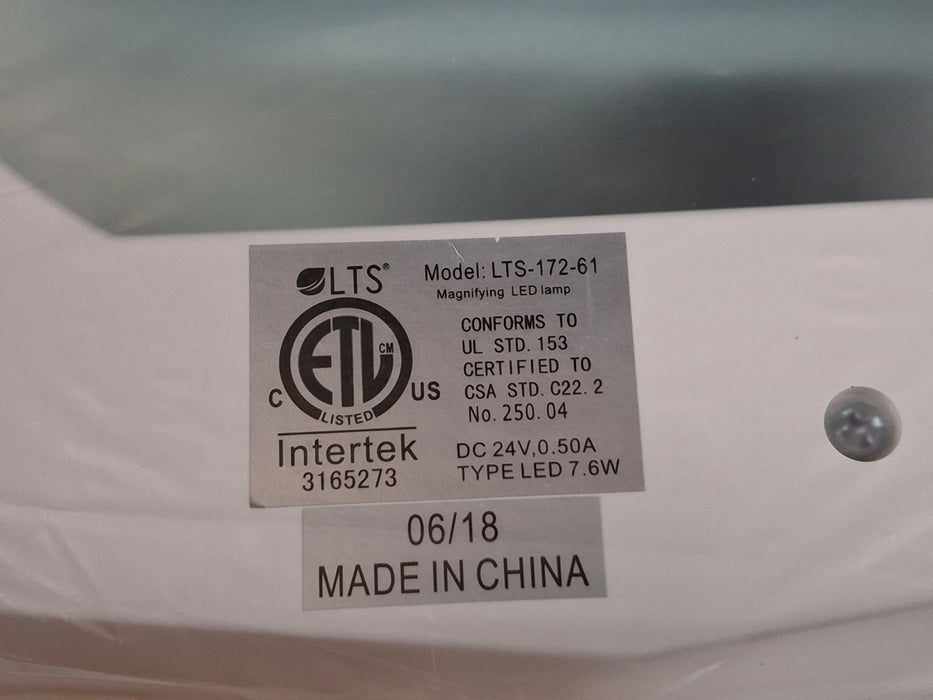 LTS®
Model: LTS-172-61
Magnifying LED lamp
ETL CM
C US
LISTED
Intertek
3165273
CONFORMS TO
UL STD. 153
CERTIFIED TO
CSA STD. C22. 2
No. 250. 04
DC 24V, 0.50A
TYPE LED 7.6W
06/18
MADE IN CHINA